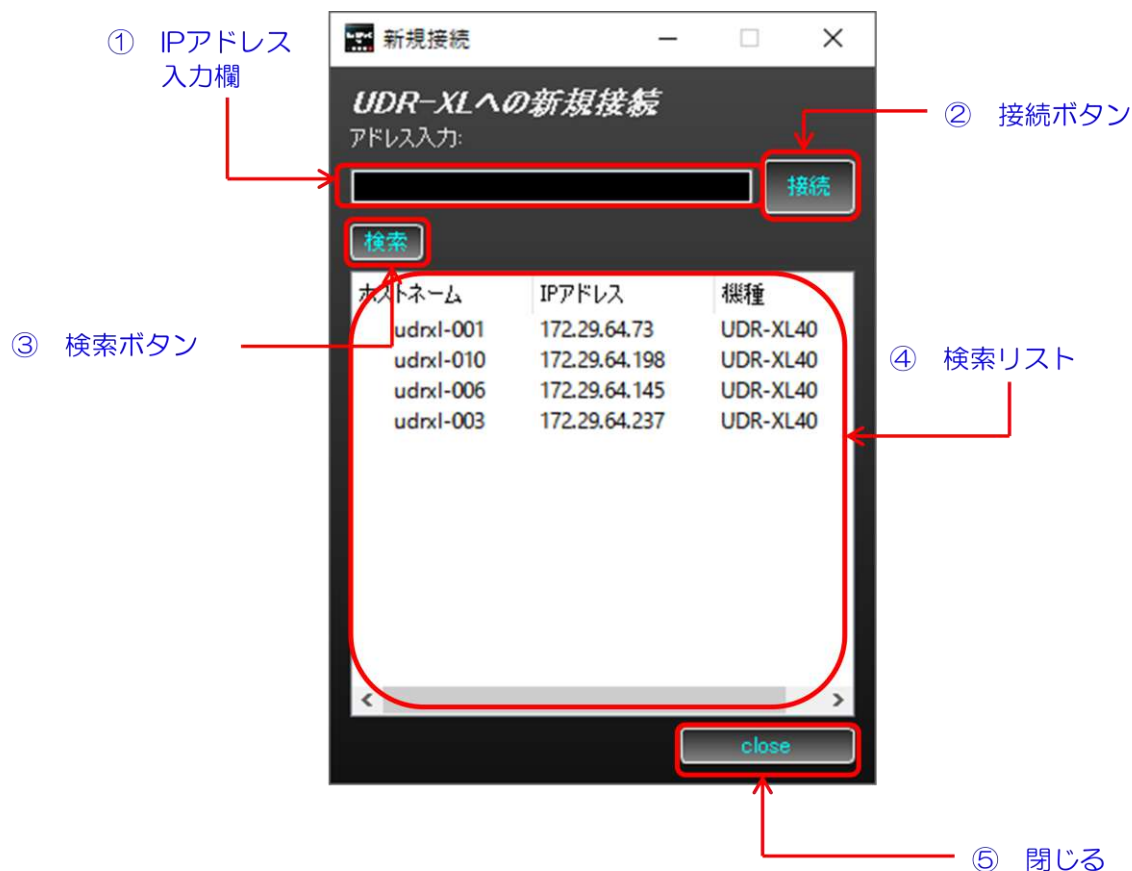 ① IPアドレス
入力欄
新規接続
UDR-XLへの新規接続
アドレス入力:
② 接続ボタン
接続
検索
③ 検索ボタン
ホストネーム IPアドレス 機種
udrxl-001 172.29.64.73 UDR-XL40
udrxl-010 172.29.64.198 UDR-XL40
udrxl-006 172.29.64.145 UDR-XL40
udrxl-003 172.29.64.237 UDR-XL40
④ 検索リスト
close
⑤ 閉じる